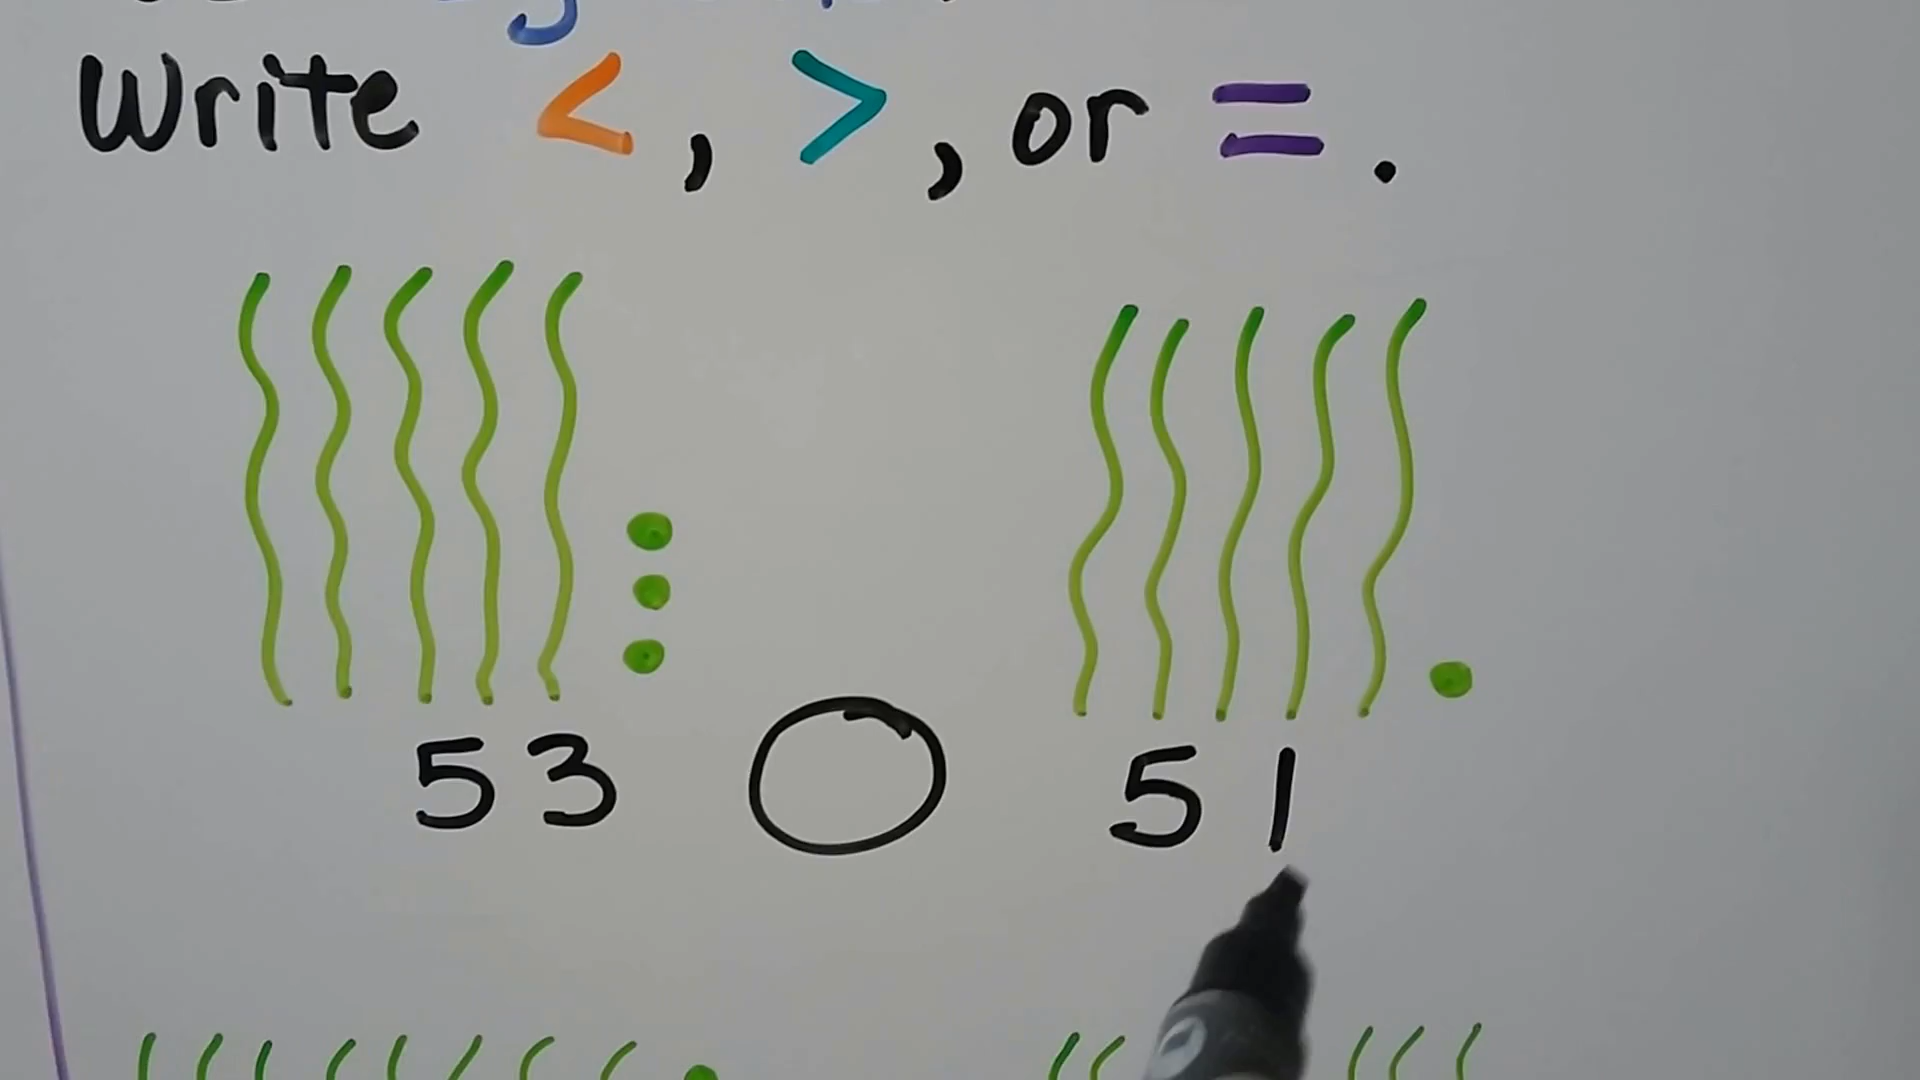 Write <, >, or =.
53 51